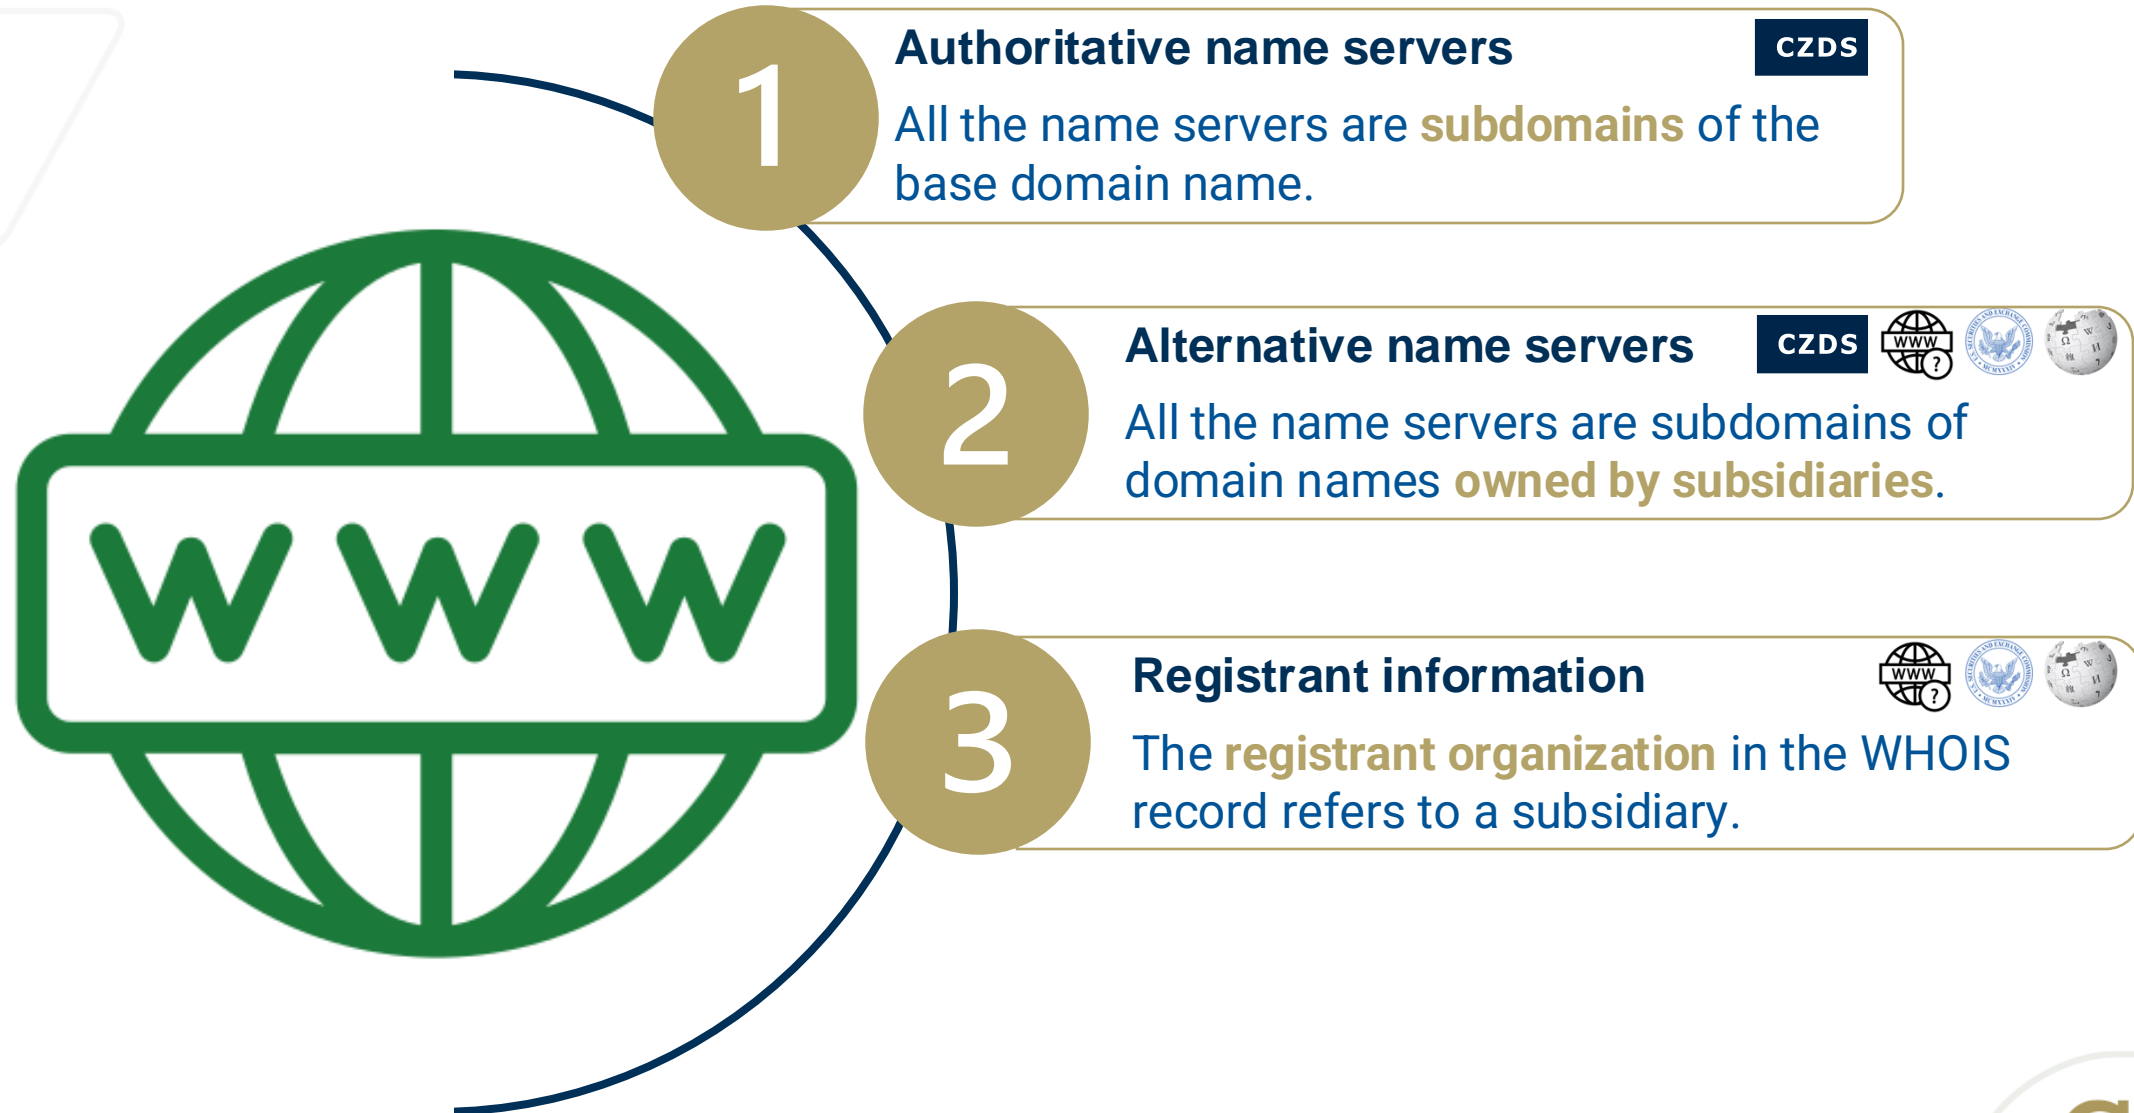 1
Authoritative name servers
CZDS
All the name servers are subdomains of the
base domain name.
2
Alternative name servers
CZDS
WWW
?
All the name servers are subdomains of
domain names owned by subsidiaries.
www
3
Registrant information
WWW
?
The registrant organization in the WHOIS
record refers to a subsidiary.